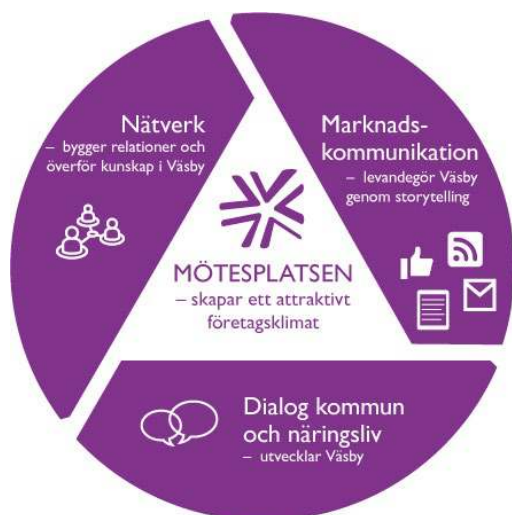 Nätverk
– bygger relationer och
överför kunskap i Väsby
Marknads-
kommunikation
– levandegör Väsby
genom storytelling
MÖTESPLATSEN
– skapar ett attraktivt
företagsklimat
Dialog kommun
och näringsliv
– utvecklar Väsby